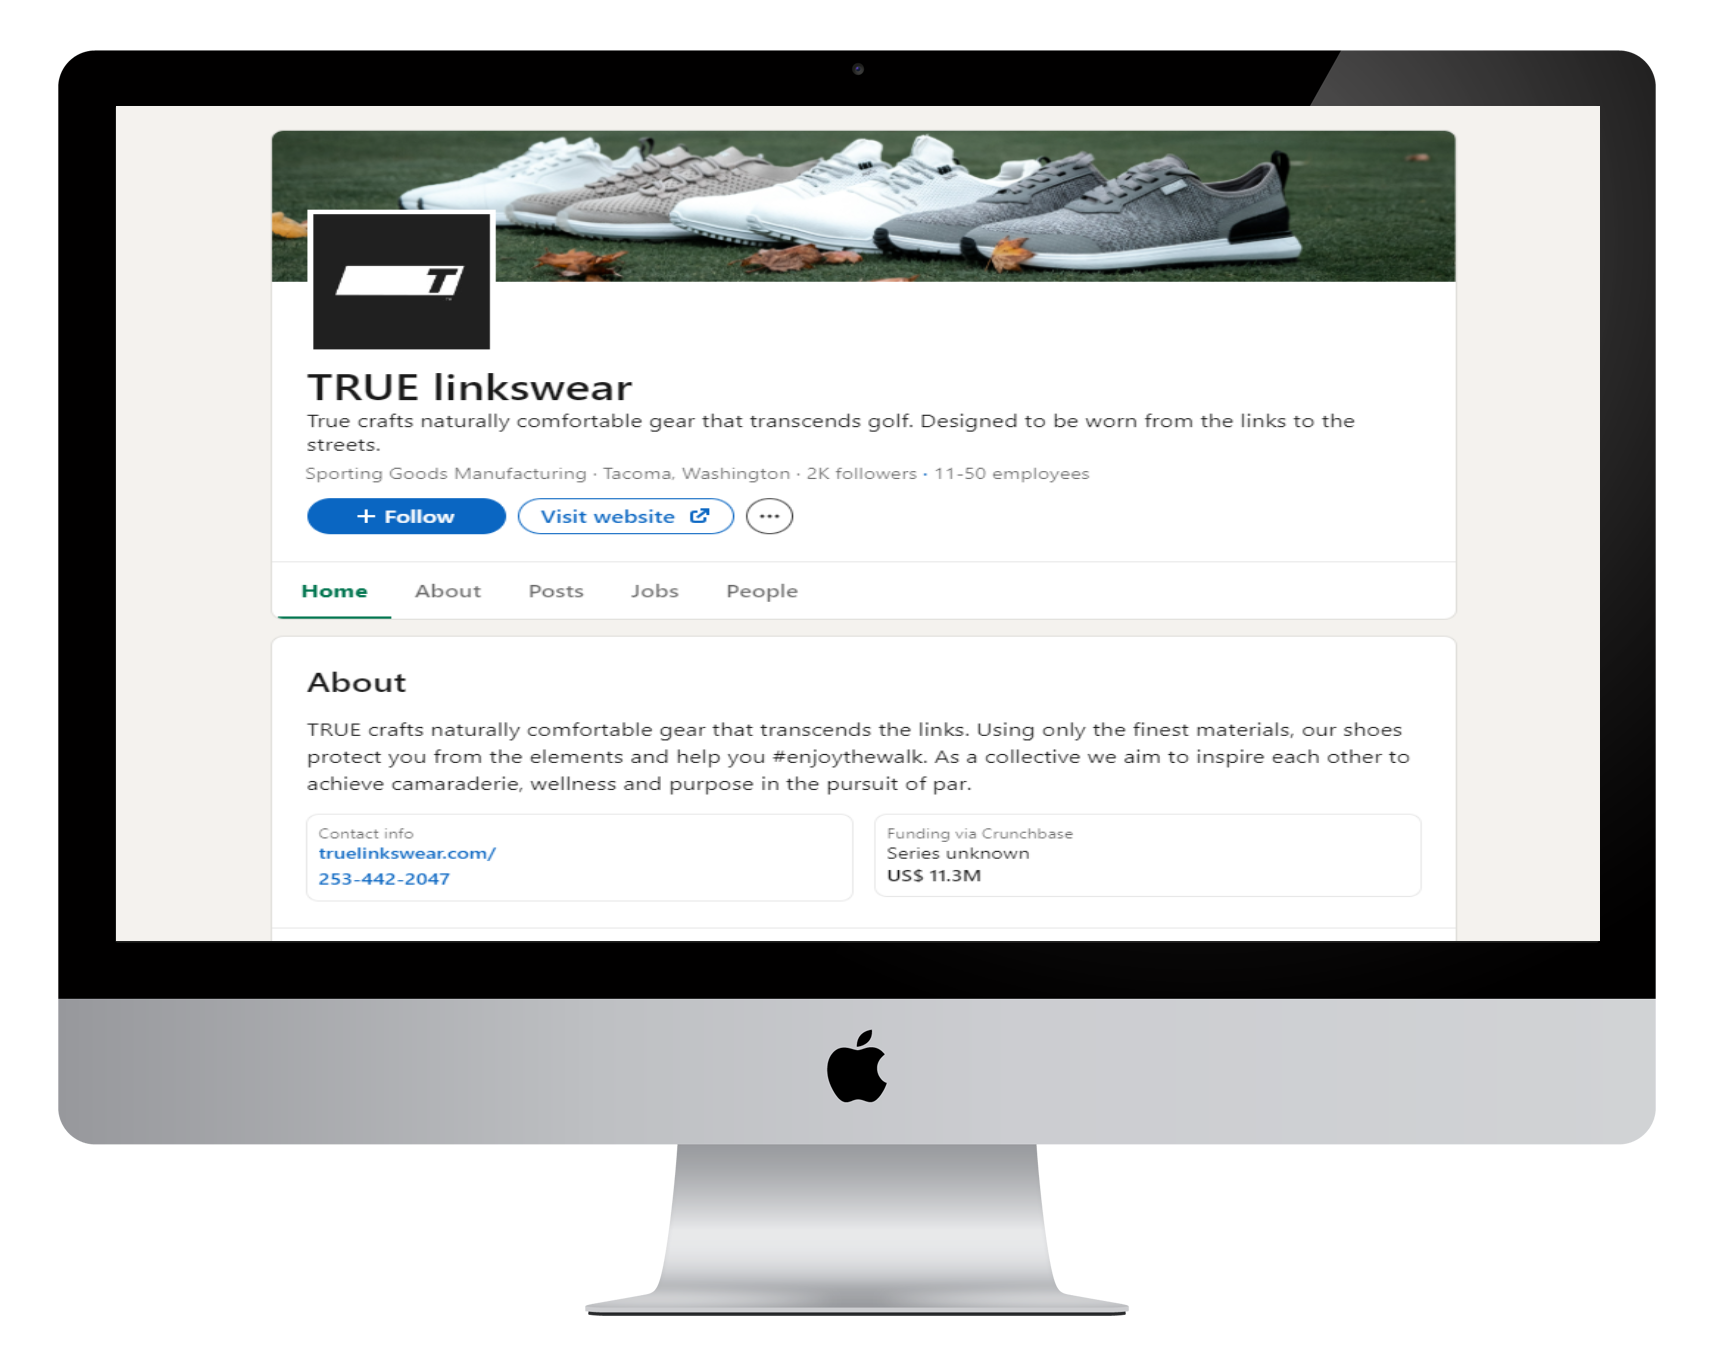 T
TRUE linkswear
True crafts naturally comfortable gear that transcends golf. Designed to be worn from the links to the
streets.
Sporting Goods Manufacturing · Tacoma, Washington · 2K followers · 11-50 employees
+ Follow
Visit website
Home About Posts Jobs People
About
TRUE crafts naturally comfortable gear that transcends the links. Using only the finest materials, our shoes
protect you from the elements and help you #enjoythewalk. As a collective we aim to inspire each other to
achieve camaraderie, wellness and purpose in the pursuit of par.
Contact info
truelinkswear.com/
253-442-2047
Funding via Crunchbase
Series unknown
US$ 11.3M